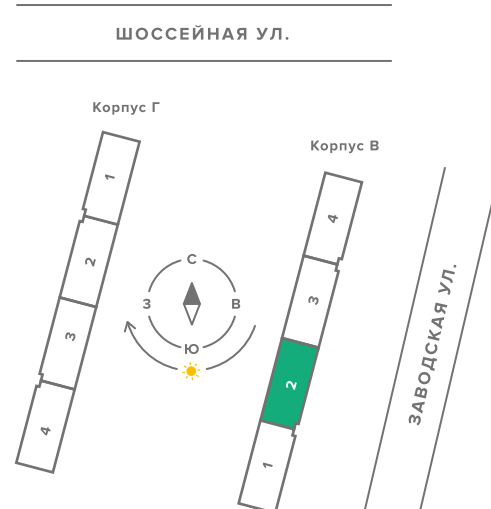 ШОССЕЙНАЯ УЛ.
Корпус Г
Корпус В
1
2
3
4
С
З
В
Ю
4
3
2
1
ЗАВОДСКАЯ УЛ.